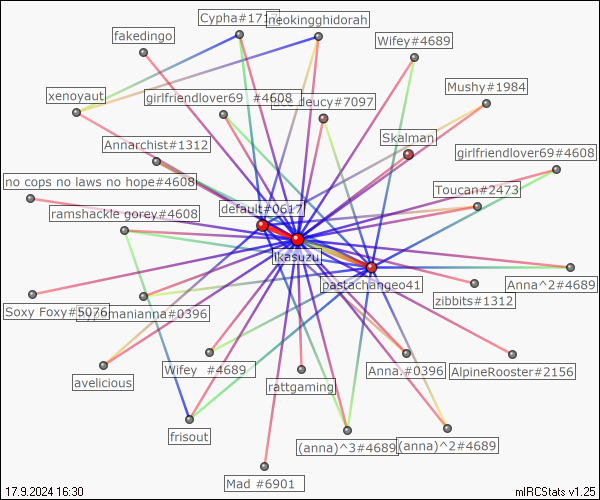 Cypha#171
neokingghidorah
fakedingo
Wifey#4689
xenoyaut
girlfriendlover69 #4608
deucy#7097
Mushy#1984
Annarchist#1312
Skalman
girlfriendlover69#4608
no cops no laws no hope#4608
Toucan#2473
ramshackle gorey#4608
default#0617
ikasuzu
pastachangeo41
Anna^2#4689
zibbits#1312
Soxy Foxy#5076
manianna#0396
avelicious
Wifey #4689
rattgaming
Anna.#0396
AlpineRooster#2156
frisout
(anna)^3#4689
(anna)^2#4689
Mad #6901
17.9.2024 16:30
mIRCStats v1.25